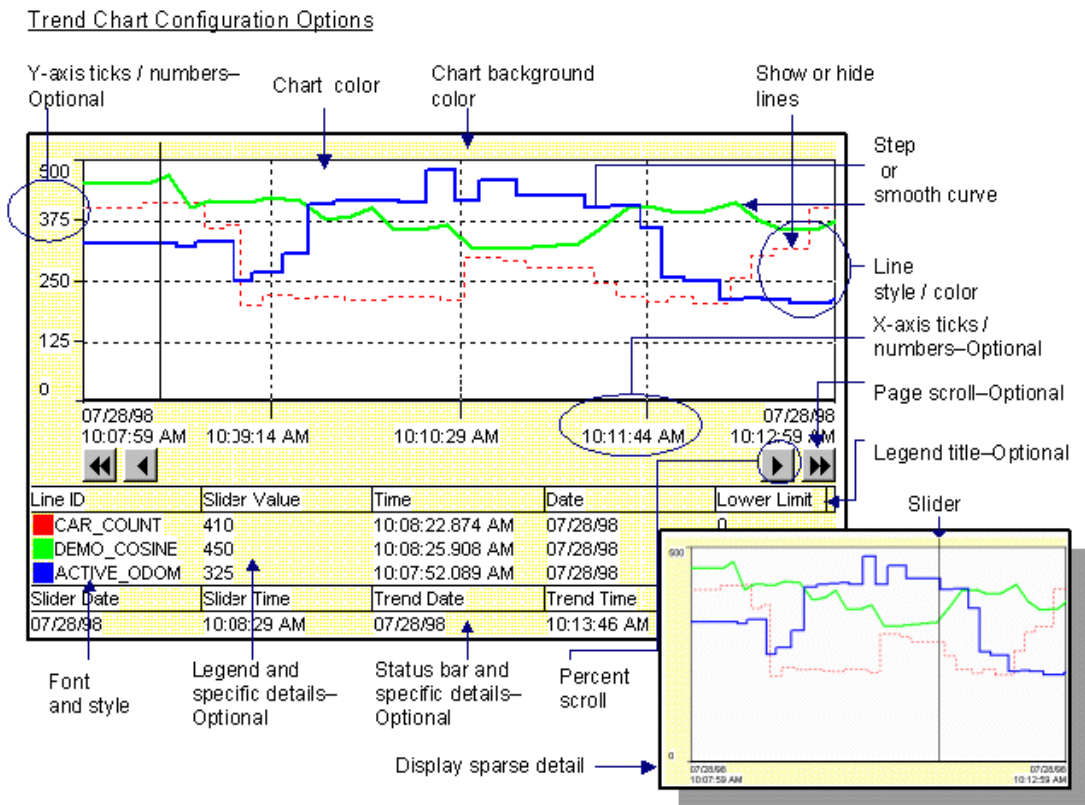 Trend Chart Configuration Options
Y-axis ticks / numbers–
Optional
Chart color
Chart background
color
Show or hide
lines
Step
or
smooth curve
Line
style / color
X-axis ticks /
numbers–Optional
Page scroll–Optional
Legend title–Optional
500
375
250
125
0
07/28/98
10:07:59 AM
10:09:14 AM
10:10:29 AM
10:11:44 AM
07/28/98
10:12:59 AM
Line ID Slider Value Time Date Lower Limit
CAR_COUNT 410 10:08:22.874 AM 07/28/98 0
DEMO_COSINE 450 10:08:25.908 AM 07/28/98
ACTIVE_ODOM 325 10:07:52.089 AM 07/28/98
Slider Date Slider Time Trend Date Trend Time
07/28/98 10:08:29 AM 07/28/98 10:13:46 AM
Slider
500
0
07/28/98
10:07:59 AM
07/28/98
10:12:59 AM
Font
and style
Legend and
specific details–
Optional
Status bar and
specific details–
Optional
Percent
scroll
Display sparse detail